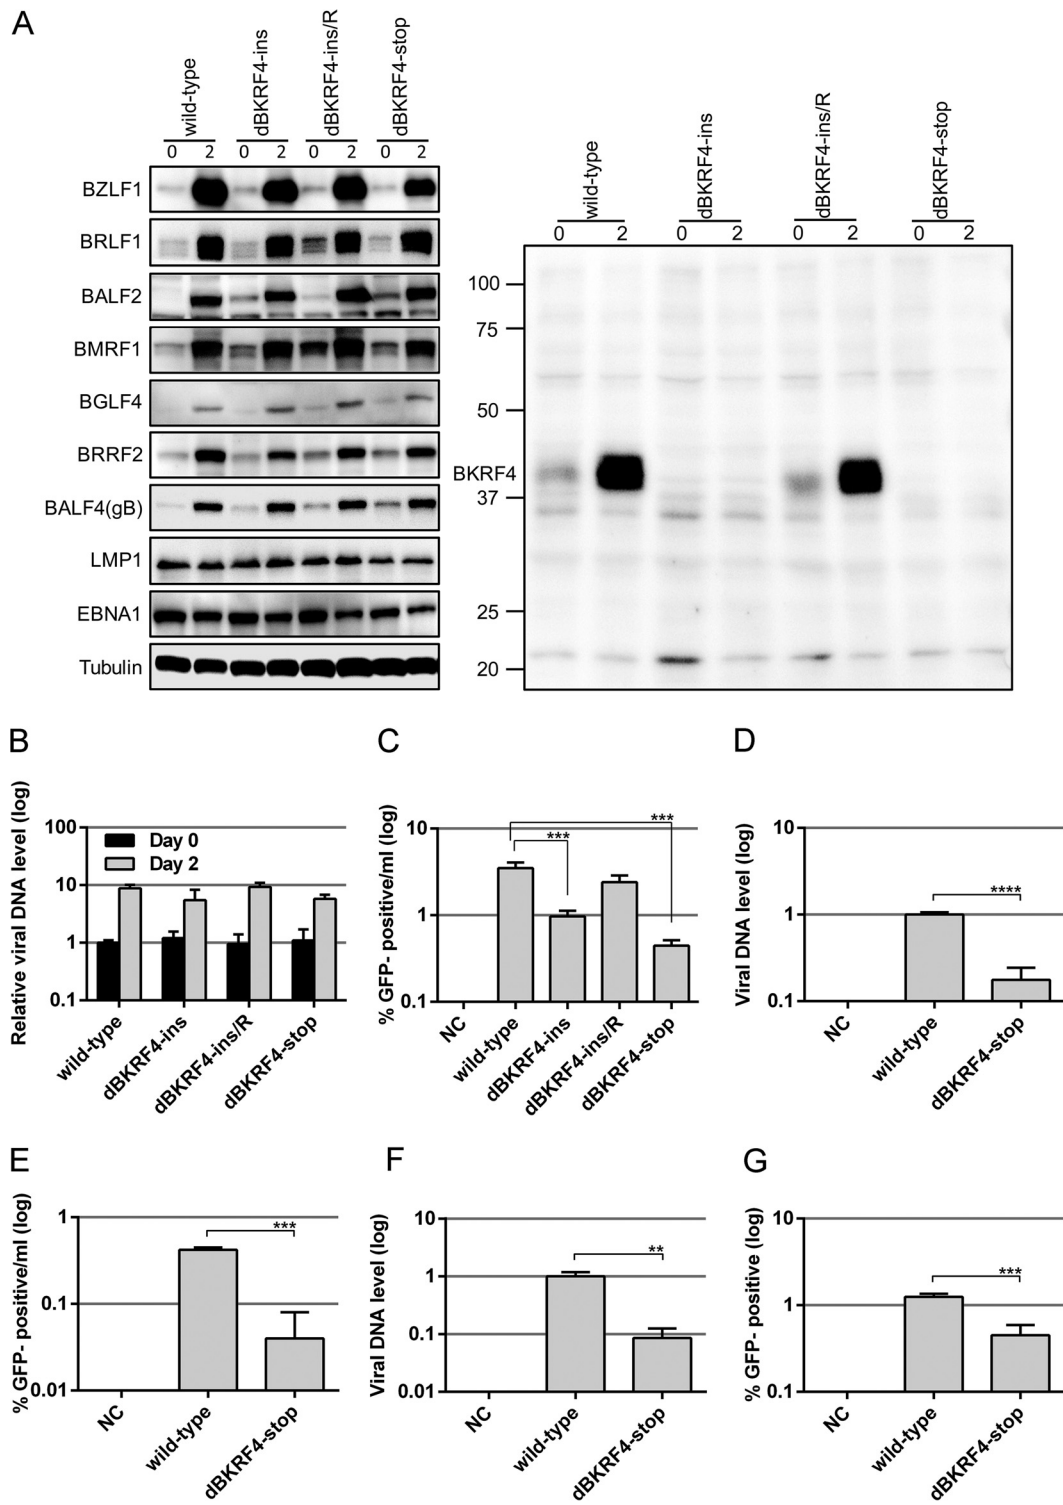 A
wild-type
dBKRF4-ins
dBKRF4-ins/R
dBKRF4-stop
0 2 0 2 0 2 0 2
BZLF1
BRLF1
BALF2
BMRF1
BGLF4
BRRF2
BALF4(gB)
LMP1
EBNA1
Tubulin
wild-type
dBKRF4-ins
dBKRF4-ins/R
dBKRF4-stop
0 2 0 2 0 2 0 2
100
75
50
BKRF4
37
25
20
B
Relative viral DNA level (log)
100
10
1
0.1
Day 0
Day 2
wild-type
dBKRF4-ins
dBKRF4-ins/R
dBKRF4-stop
C
% GFP- positive/ml (log)
10
1
0.1
***
***
NC
wild-type
dBKRF4-ins
dBKRF4-ins/R
dBKRF4-stop
D
Viral DNA level (log)
10
1
0.1
****
NC
wild-type
dBKRF4-stop
E
% GFP- positive/ml (log)
1
0.1
0.01
***
NC
wild-type
dBKRF4-stop
F
Viral DNA level (log)
10
1
0.1
0.01
**
NC
wild-type
dBKRF4-stop
G
% GFP- positive (log)
10
1
0.1
***
NC
wild-type
dBKRF4-stop